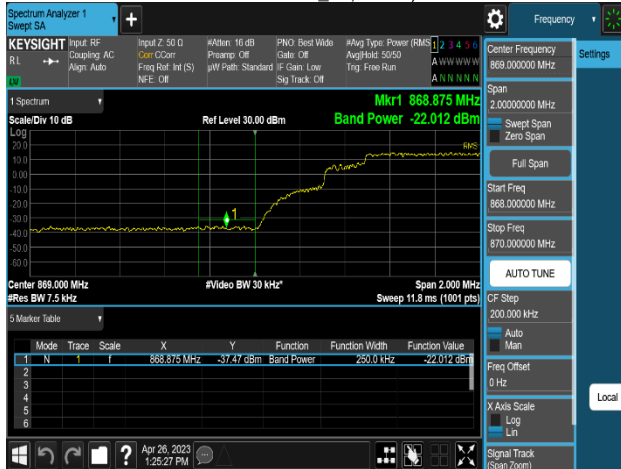 Spectrum Analyzer 1
Swept SA
+
Frequency
KEYSIGHT
RL
Input: RF
Coupling: AC
Align: Auto
Input Z: 50 Ω
Corr CCorr
Freq Ref: Int (S)
NFE: Off
#Atten: 16 dB
Preamp: Off
µW Path: Standard
PNO: Best Wide
Gate: Off
IF Gain: Low
Sig Track: Off
#Avg Type: Power (RMS
Avg|Hold: 50/50
Trig: Free Run
1 2 3 4 5 6
A W W W W W
A N N N N N
1 Spectrum
Scale/Div 10 dB
Ref Level 30.00 dBm
Mkr1 868.875 MHz
Band Power -22.012 dBm
Log
20.0
10.0
0.00
-10.0
-20.0
-30.0
-40.0
-50.0
-60.0
RMS
1
Center 869.000 MHz
#Res BW 7.5 kHz
#Video BW 30 kHz*
Span 2.000 MHz
Sweep 11.8 ms (1001 pts)
5 Marker Table
Mode Trace Scale X Y Function Function Width Function Value
1 N 1 f 868.875 MHz -37.47 dBm Band Power 250.0 kHz -22.012 dBm
2
3
4
5
6
Apr 26, 2023
1:25:27 PM
?
Center Frequency
869.000000 MHz
Settings
Span
2.00000000 MHz
Swept Span
Zero Span
Full Span
Start Freq
868.000000 MHz
Stop Freq
870.000000 MHz
AUTO TUNE
CF Step
200.000 kHz
Auto
Man
Freq Offset
0 Hz
X Axis Scale
Log
Lin
Local
Signal Track
(Span Zoom)